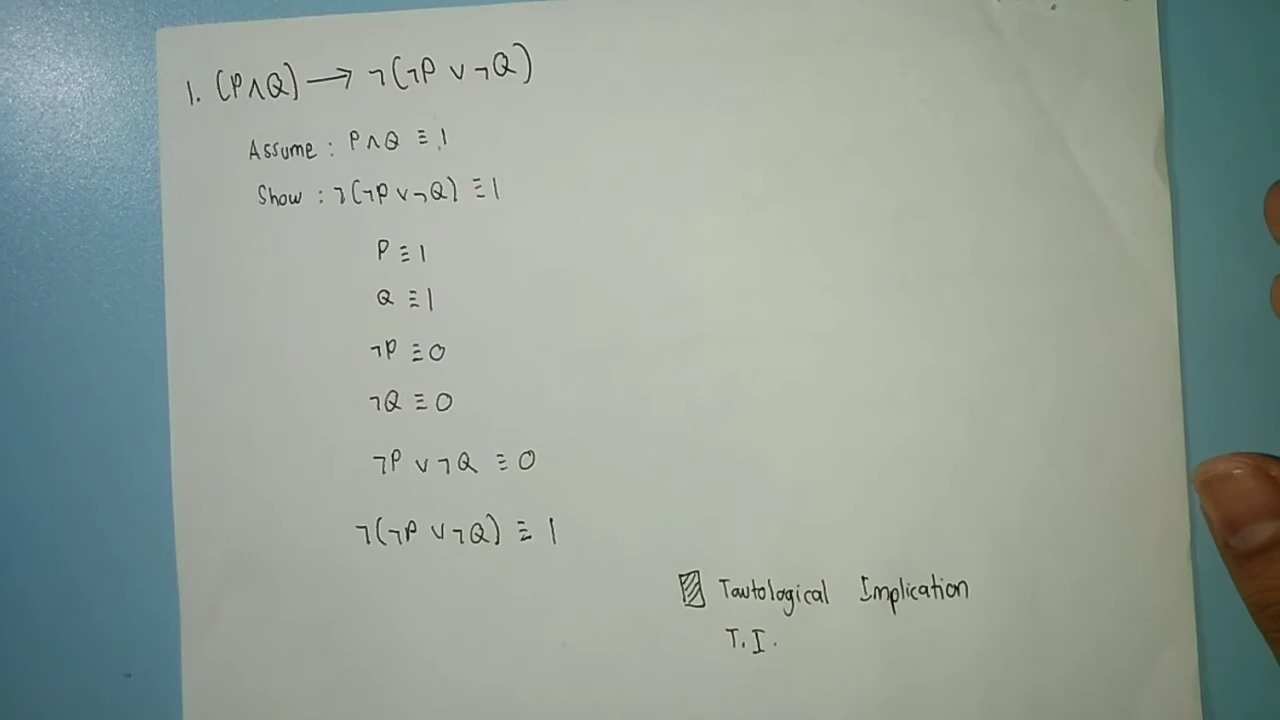 1. (P∧Q) ⟶ ¬(¬P ∨ ¬Q)
Assume : P∧Q ≡ 1
Show : ¬(¬P ∨ ¬Q) ≡ 1
P ≡ 1
Q ≡ 1
¬P ≡ 0
¬Q ≡ 0
¬P ∨ ¬Q ≡ 0
¬(¬P ∨ ¬Q) ≡ 1
Tautological Implication
T.I.